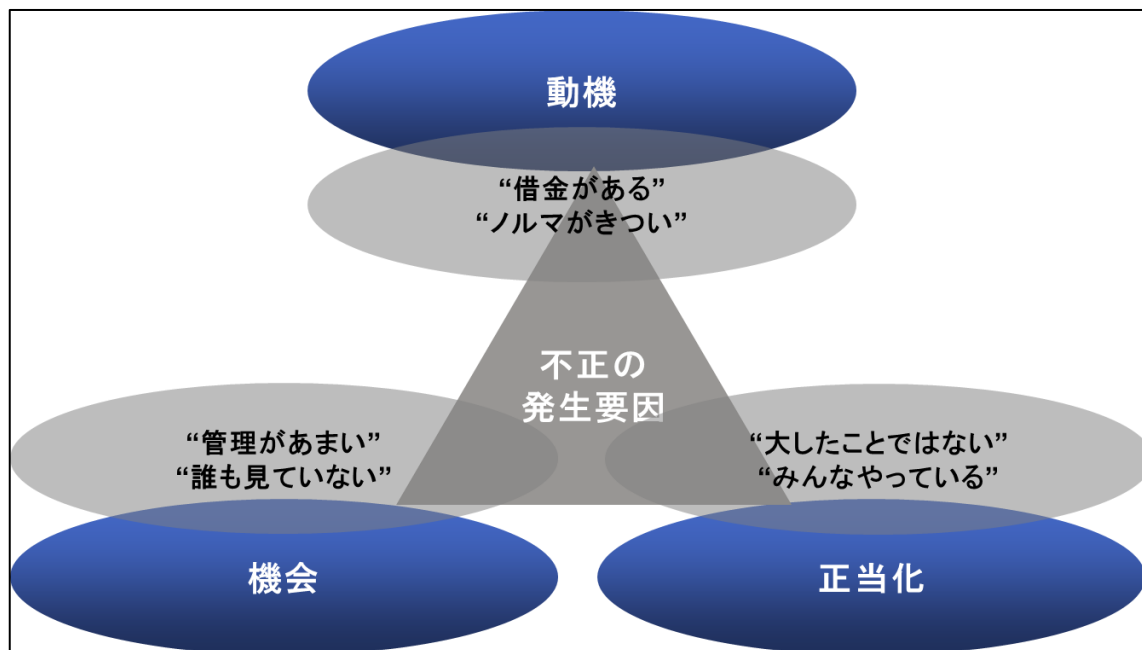 動機
“借金がある”
“ノルマがきつい”
不正の
発生要因
“管理があまい”
“誰も見ていない”
“大したことではない”
“みんなやっている”
機会
正当化